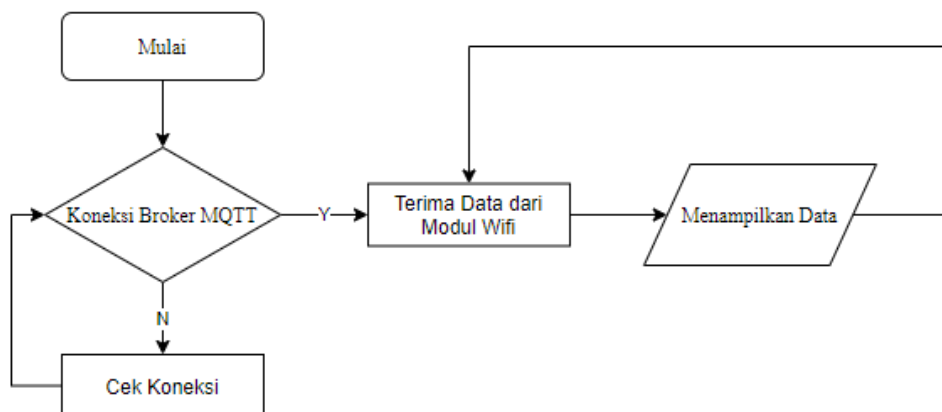 Mulai
Koneksi Broker MQTT
Y
Terima Data dari
Modul Wifi
Menampilkan Data
N
Cek Koneksi